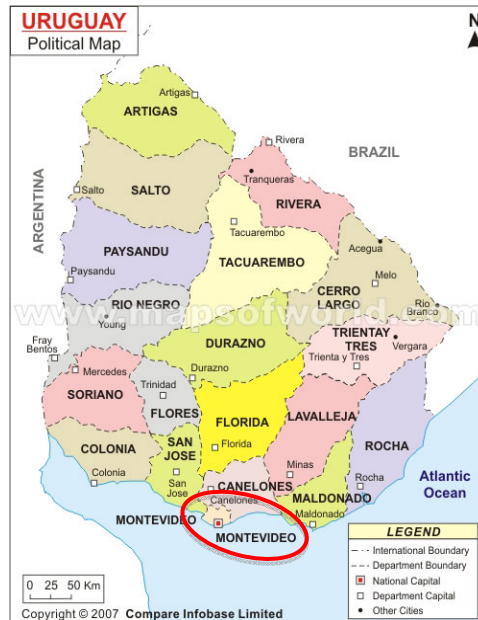 URUGUAY
Political Map
N
Artigas
ARTIGAS
Rivera
BRAZIL
ARGENTINA
Salto
SALTO
Tranqueras
RIVERA
Tacuarembo
TACUAREMBO
Acegua
PAYSANDU
Paysandu
Melo
CERRO
LARGO
www.mapsofworld.com
RIO NEGRO
Young
Rio
Branco
DURAZNO
TRIENTAY
TRES
Vergara
Fray
Bentos
Mercedes
Durazno
Trienta y Tres
SORIANO
Trinidad
FLORES
FLORIDA
LAVALLEJA
COLONIA
SAN
JOSE
Florida
ROCHA
Colonia
San
Jose
CANELONES
Canelones
Minas
MALDONADO
Rocha
Atlantic
Ocean
MONTEVIDEO
MONTEVIDEO
Maldonado
LEGEND
International Boundary
Department Boundary
National Capital
Department Capital
Other Cities
0 25 50 Km
Copyright © 2007 Compare Infobase Limited